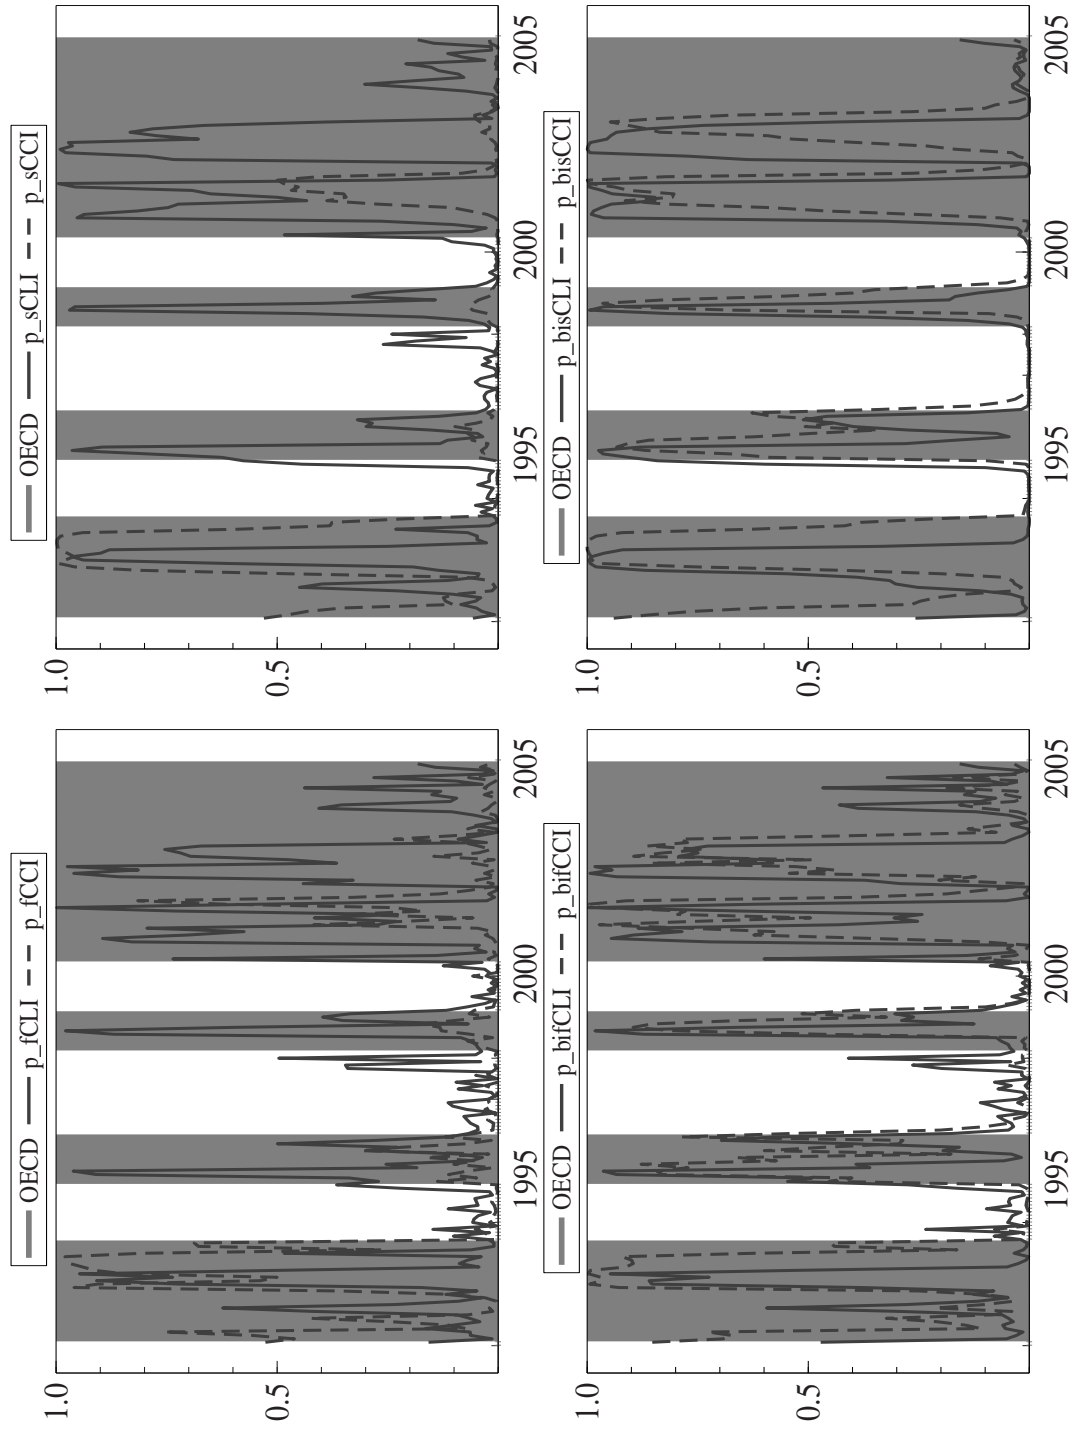 OECD p_fCLI p_fCCI
1.0
0.5
1995 2000 2005
OECD p_sCLI p_sCCI
1.0
0.5
1995 2000 2005
OECD p_bifCLI p_bifCCI
1.0
0.5
1995 2000 2005
OECD p_bisCLI p_bisCCI
1.0
0.5
1995 2000 2005